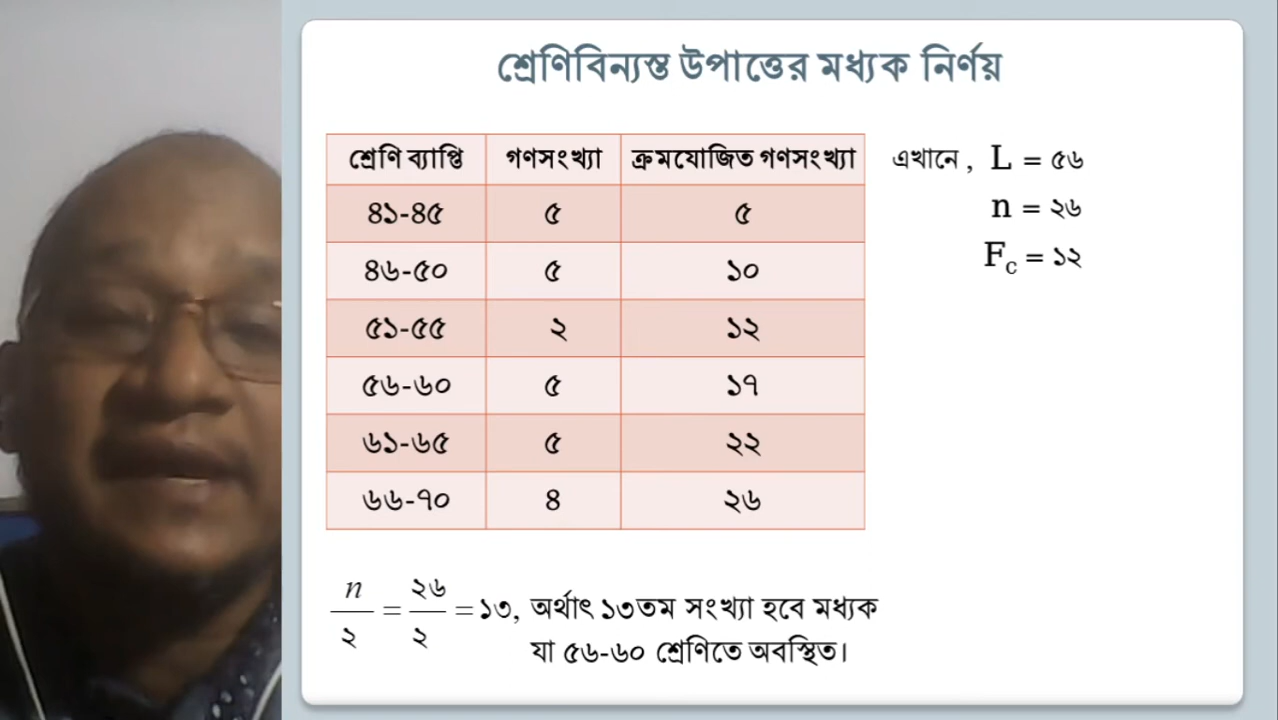 শ্রেণিবিন্যস্ত উপাত্তের মধ্যক নির্ণয়
শ্রেণি ব্যাপ্তি গণসংখ্যা ক্রমযোজিত গণসংখ্যা
৪১-৪৫ ৫ ৫
৪৬-৫০ ৫ ১০
৫১-৫৫ ২ ১২
৫৬-৬০ ৫ ১৭
৬১-৬৫ ৫ ২২
৬৬-৭০ ৪ ২৬
এখানে , L = ৫৬
n = ২৬
F_c = ১২
n/২ = ২৬/২ = ১৩, অর্থাৎ ১৩তম সংখ্যা হবে মধ্যক
যা ৫৬-৬০ শ্রেণিতে অবস্থিত।